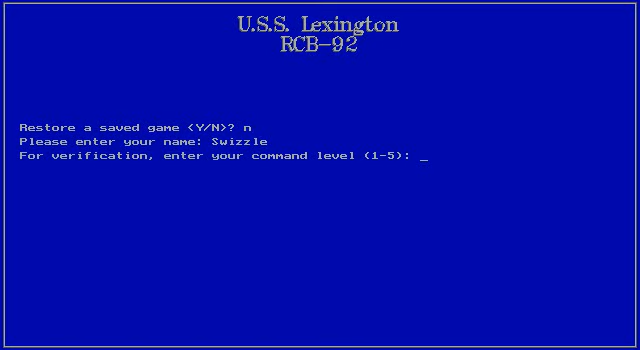 U.S.S. Lexington
RCB-92
Restore a saved game (Y/N)? n
Please enter your name: Swizzle
For verification, enter your command level (1-5): _